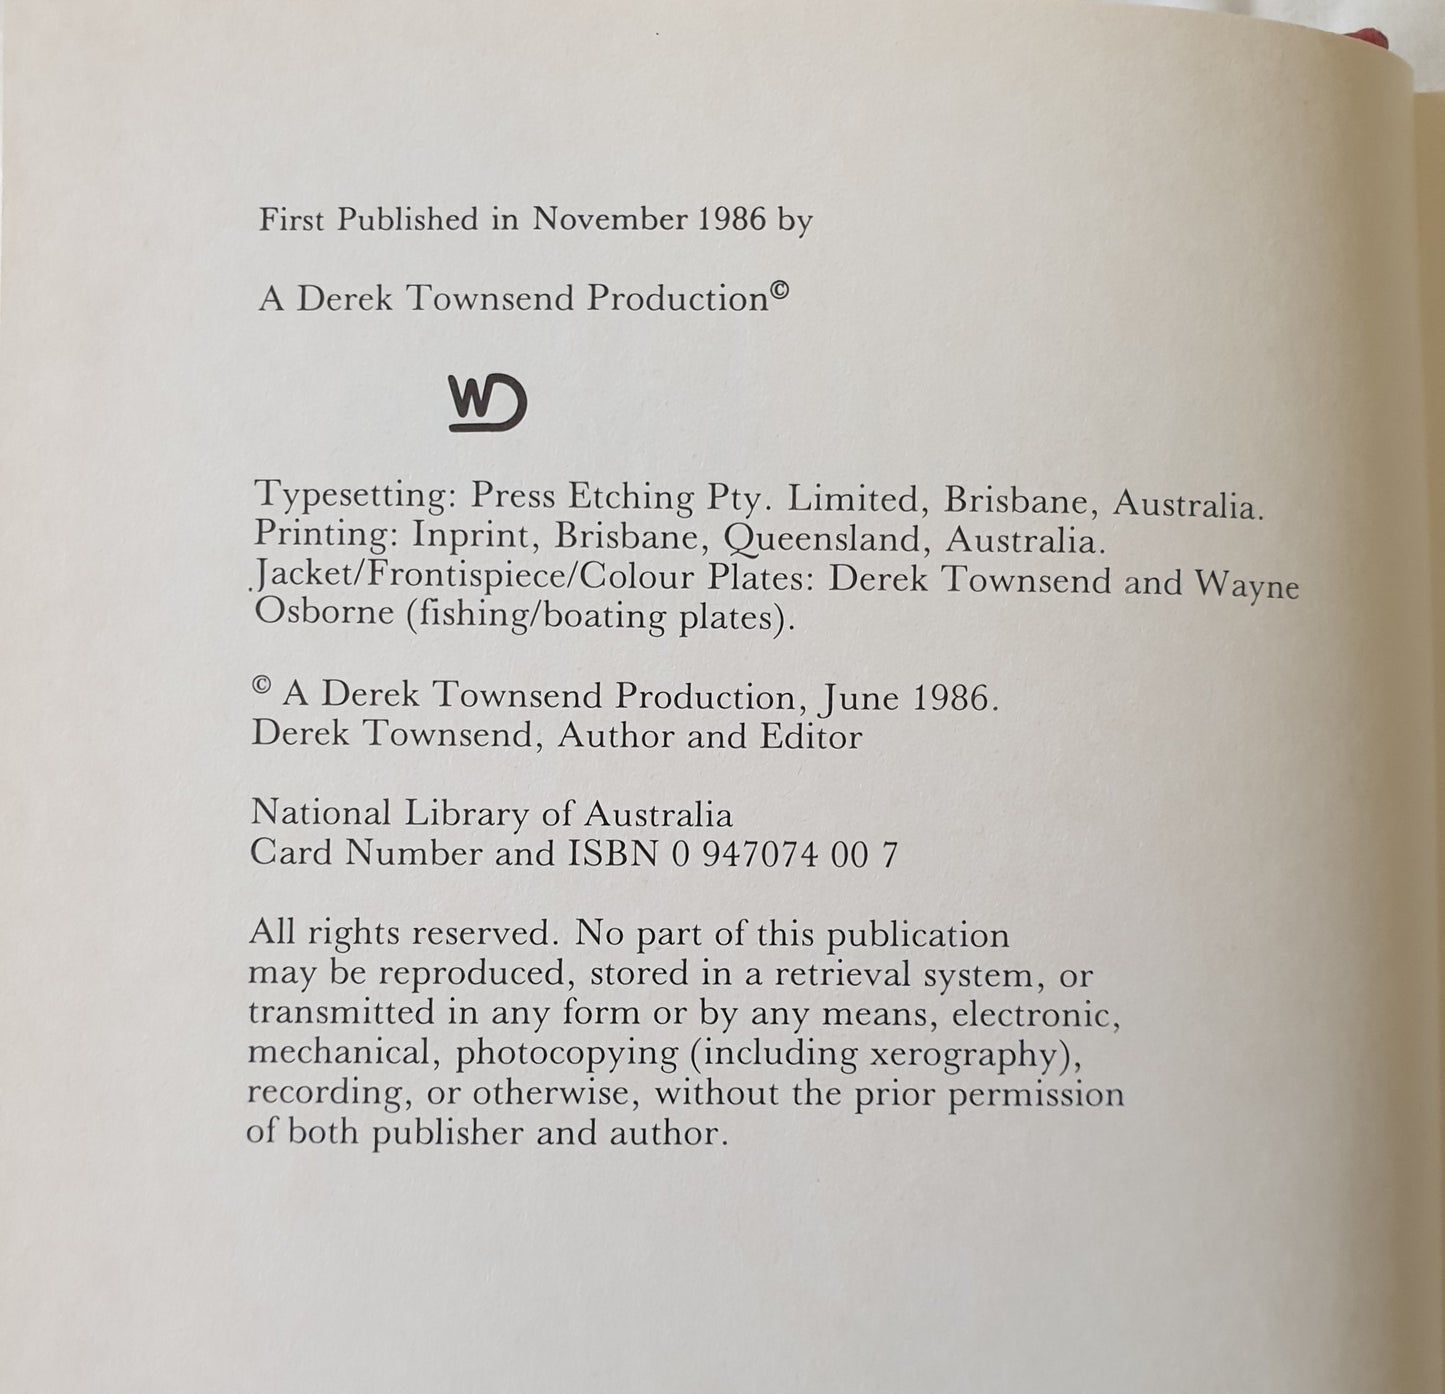 First Published in November 1986 by
A Derek Townsend Production©
WD
Typesetting: Press Etching Pty. Limited, Brisbane, Australia.
Printing: Inprint, Brisbane, Queensland, Australia.
Jacket/Frontispiece/Colour Plates: Derek Townsend and Wayne
Osborne (fishing/boating plates).
© A Derek Townsend Production, June 1986.
Derek Townsend, Author and Editor
National Library of Australia
Card Number and ISBN 0 947074 00 7
All rights reserved. No part of this publication
may be reproduced, stored in a retrieval system, or
transmitted in any form or by any means, electronic,
mechanical, photocopying (including xerography),
recording, or otherwise, without the prior permission
of both publisher and author.